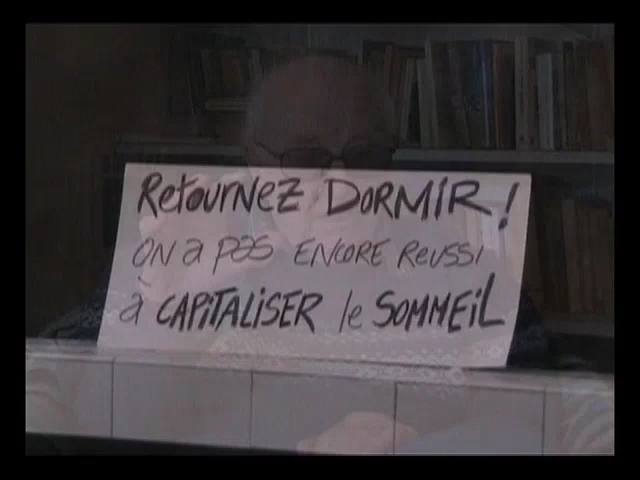 Retournez DORMIR !
ON a pas ENCORE Reussi
à CAPITALISER le SOMMEIL